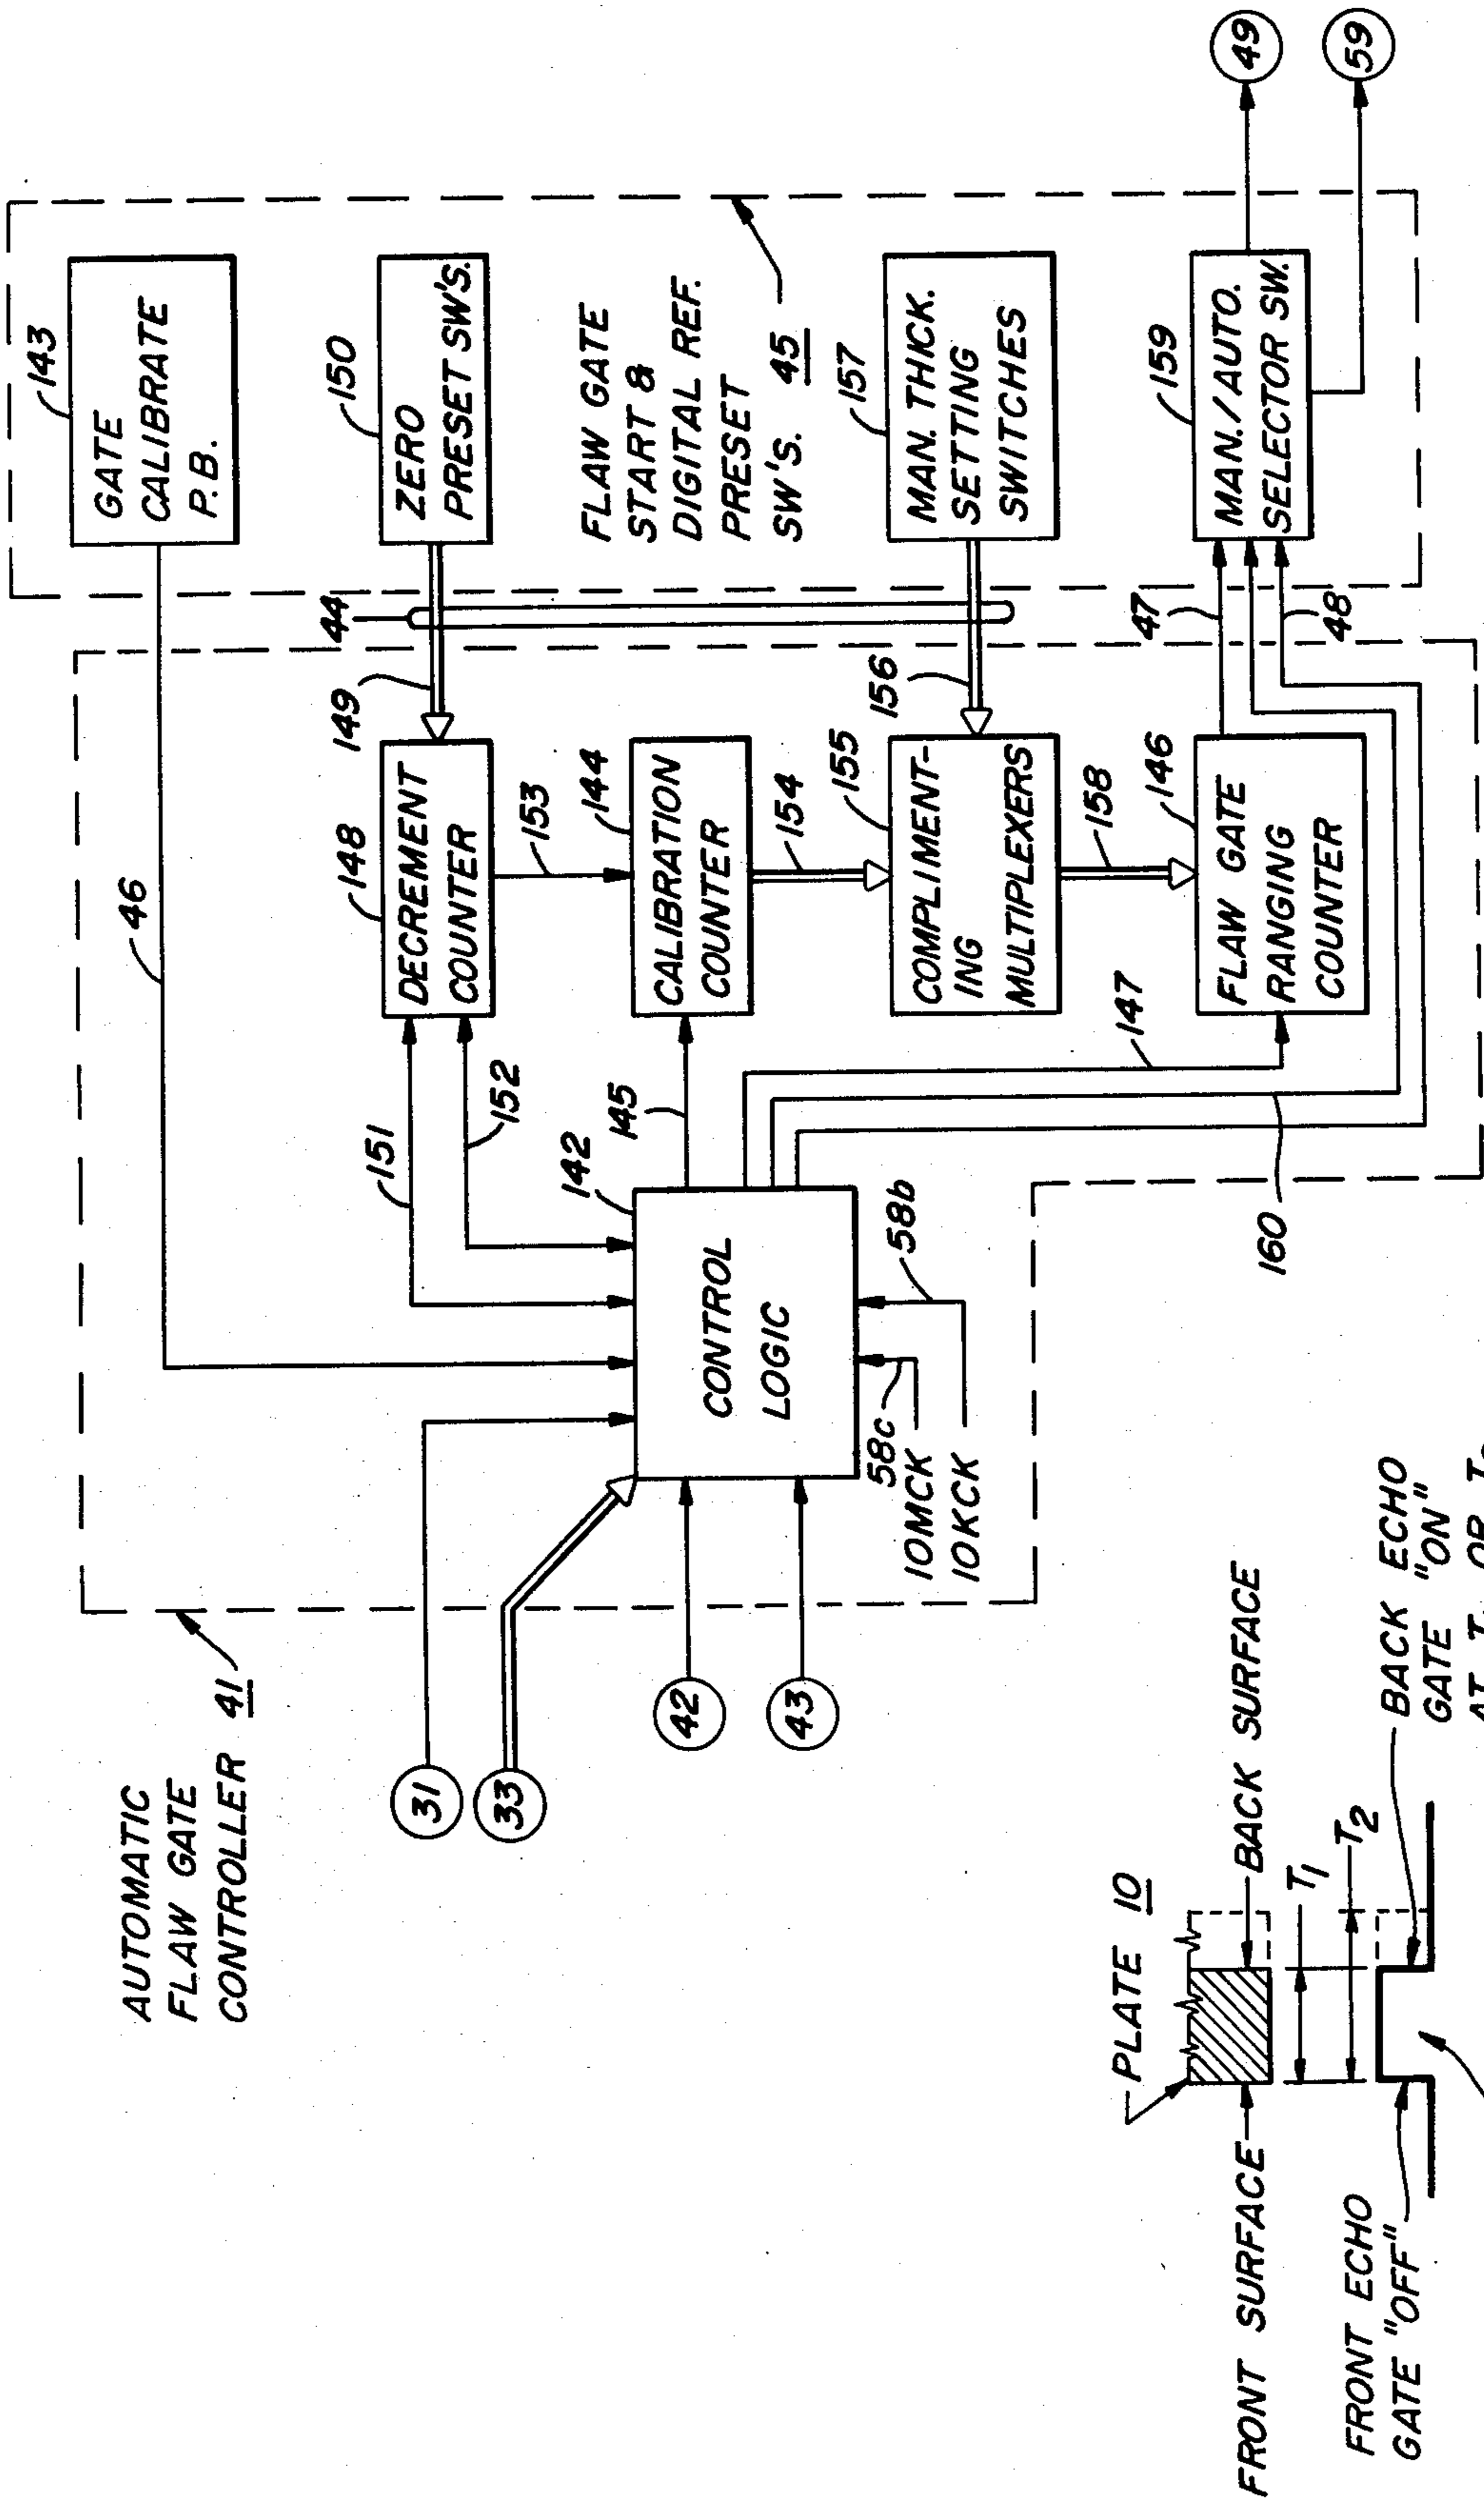 AUTOMATIC
FLAW GATE
CONTROLLER 41
46
143
GATE
CALIBRATE
P.B.
31
33
42
43
151
152
148
DECREMENT
COUNTER
149
44
150
ZERO
PRESET SW'S.
153
142
CONTROL
LOGIC
145
144
CALIBRATION
COUNTER
FLAW GATE
START &
DIGITAL REF.
PRESET
SW'S. 45
154
155
COMPLIMENT-
ING
MULTIPLEXERS
156
157
MAN. THICK.
SETTING
SWITCHES
58c
58b
10MCK
10KCK
158
147
146
FLAW GATE
RANGING
COUNTER
160
47
48
159
MAN./AUTO.
SELECTOR SW.
49
59
PLATE 10
FRONT SURFACE
BACK SURFACE
T1
T2
FRONT ECHO
GATE "OFF"
BACK ECHO
GATE "ON"